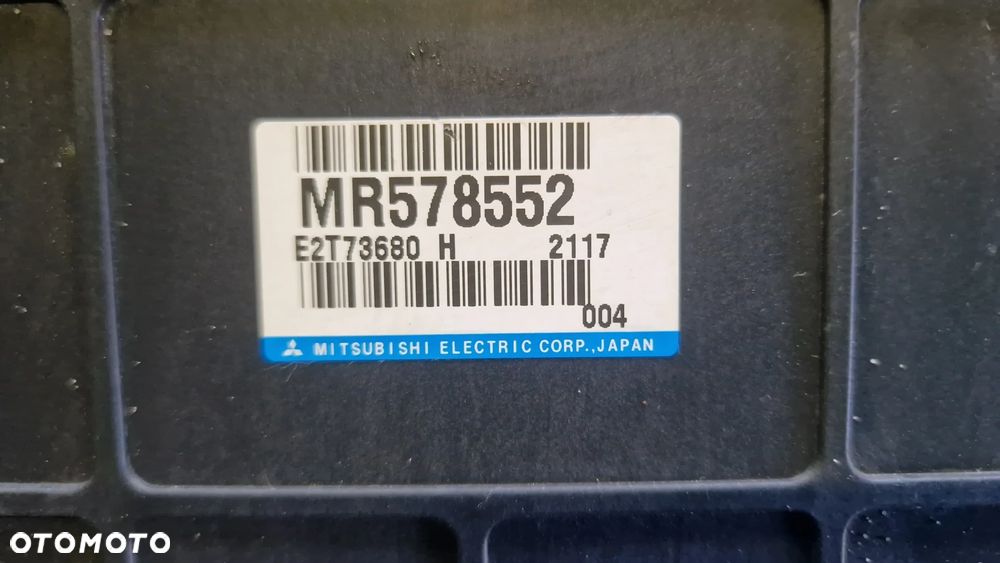 MR578552
E2T73680 H 2117
004
MITSUBISHI ELECTRIC CORP., JAPAN
OTOMOTO